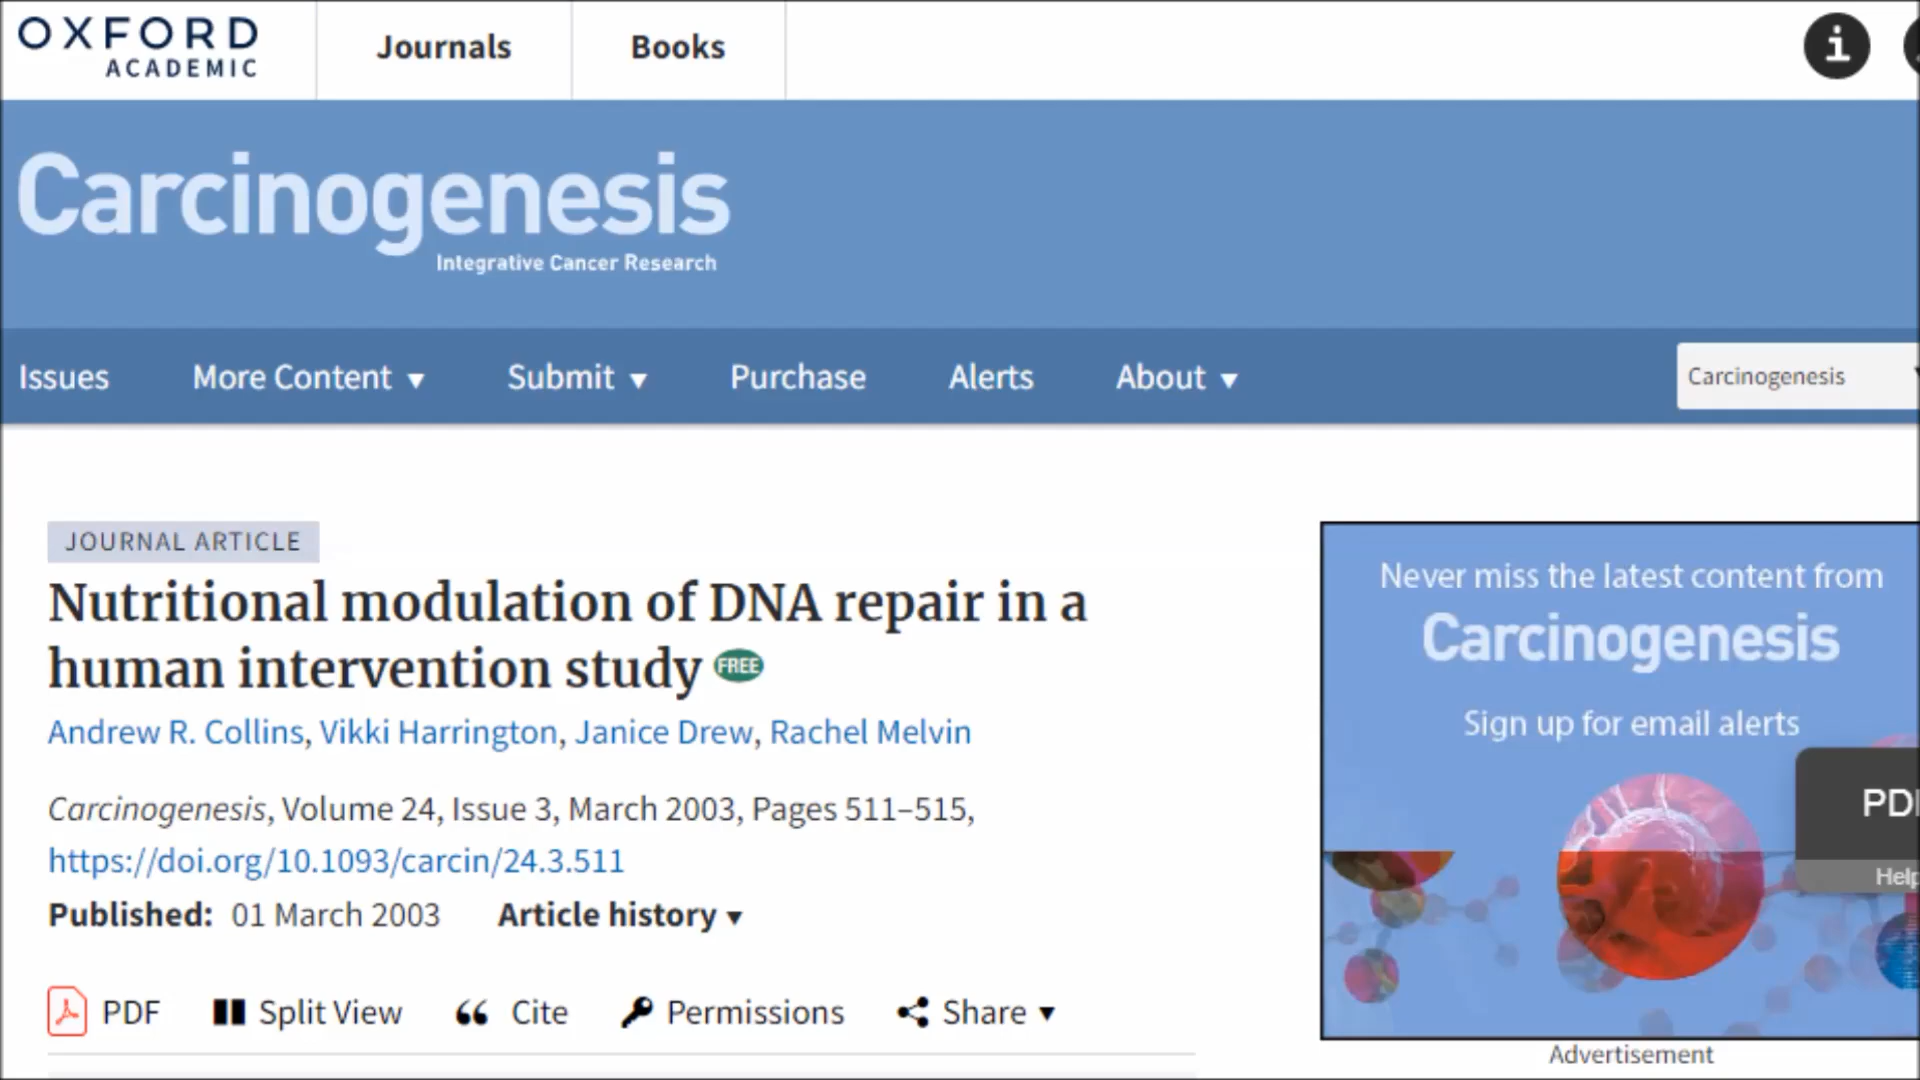 OXFORD
ACADEMIC
Journals
Books
Carcinogenesis
Integrative Cancer Research
Issues
More Content
Submit
Purchase
Alerts
About
Carcinogenesis
JOURNAL ARTICLE
Nutritional modulation of DNA repair in a
human intervention study FREE
Andrew R. Collins, Vikki Harrington, Janice Drew, Rachel Melvin
Carcinogenesis, Volume 24, Issue 3, March 2003, Pages 511–515,
https://doi.org/10.1093/carcin/24.3.511
Published: 01 March 2003
Article history
PDF
Split View
Cite
Permissions
Share
Never miss the latest content from
Carcinogenesis
Sign up for email alerts
Advertisement